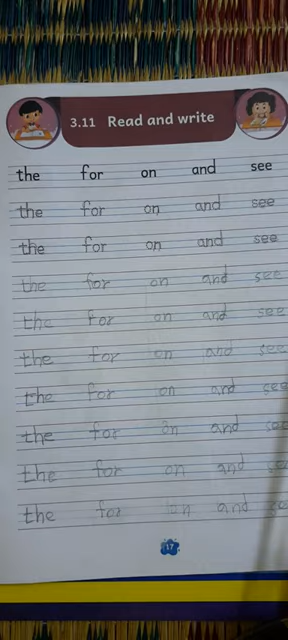 3.11 Read and write
the for on and see
the for on and see
the for on and see
the for on and see
the for on and see
the for on and see
the for on and see
the for on and see
the for on and
the for on and
17